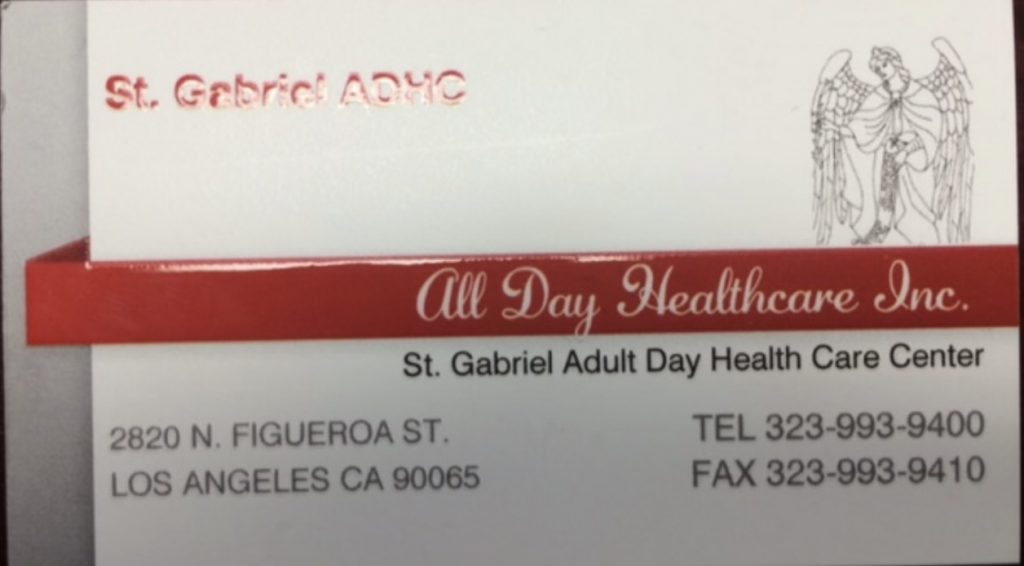 St. Gabriel ADHC
All Day Healthcare Inc.
St. Gabriel Adult Day Health Care Center
2820 N. FIGUEROA ST.
LOS ANGELES CA 90065
TEL 323-993-9400
FAX 323-993-9410